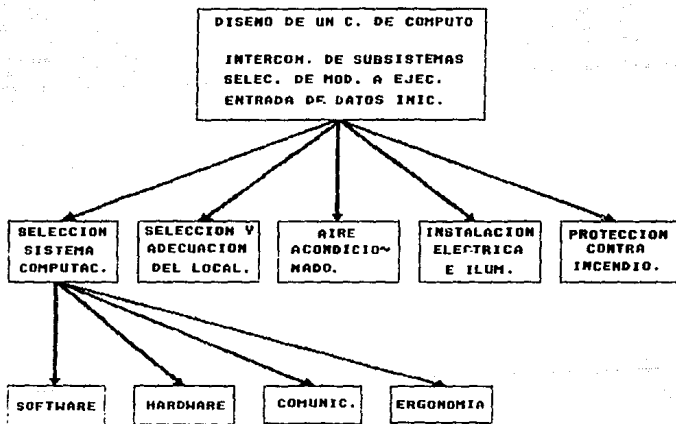 DISENO DE UN C. DE COMPUTO
INTERCON. DE SUBSISTEMAS
SELEC. DE MOD. A EJEC.
ENTRADA DE DATOS INIC.
SELECCION
SISTEMA
COMPUTAC.
SELECCION Y
ADECUACION
DEL LOCAL.
AIRE
ACONDICIO~
NADO.
INSTALACION
ELECTRICA
E ILUM.
PROTECCION
CONTRA
INCENDIO.
SOFTWARE
HARDWARE
COMUNIC.
ERGONOMIA